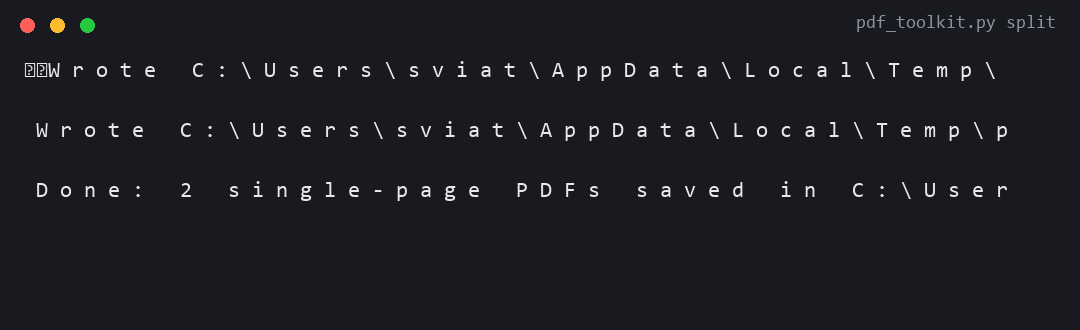 pdf_toolkit.py split
Wrote C:\Users\sviat\AppData\Local\Temp\
Wrote C:\Users\sviat\AppData\Local\Temp\p
Done: 2 single-page PDFs saved in C:\User